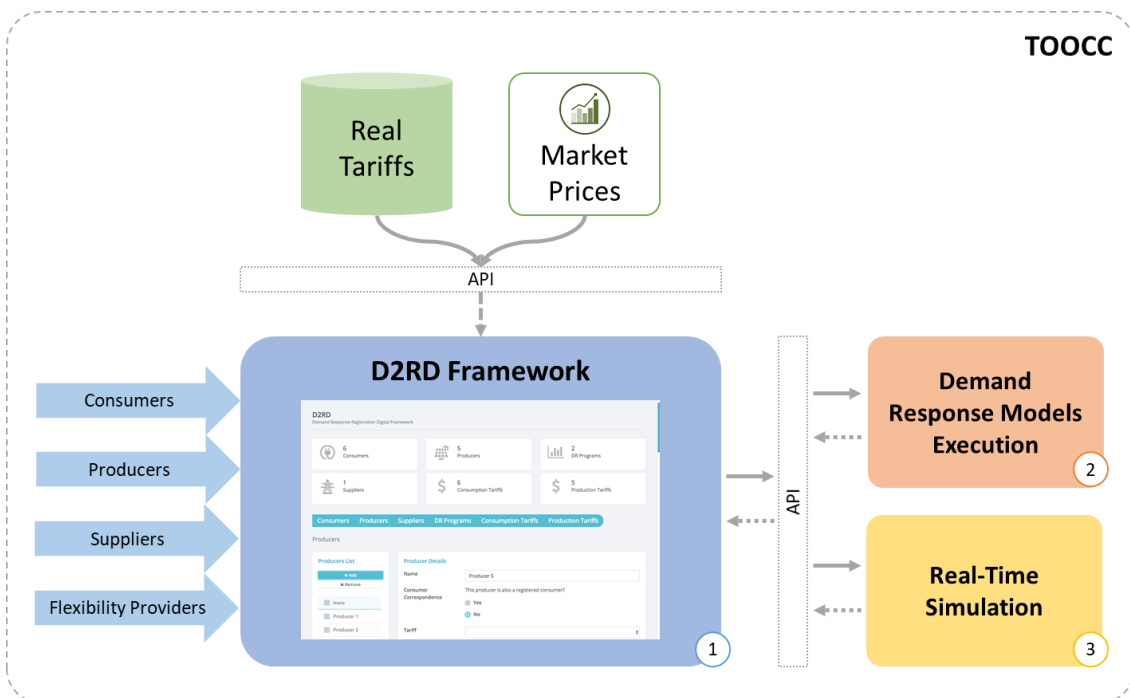 TOOCC
Real
Tariffs
Market
Prices
API
D2RD Framework
Consumers
Producers
Suppliers
Flexibility Providers
D2RD
Demand Response Registration Digital Framework
6
Consumers
5
Producers
2
DR Programs
1
Suppliers
$ 6
Consumption Tariffs
$ 5
Production Tariffs
Consumers Producers Suppliers DR Programs Consumption Tariffs Production Tariffs
Producers
Producers List
+ Add
Remove
Name
Producer 1
Producer 2
Producer Details
Name
Producer 5
Consumer
Correspondence
This producer is also a registered consumer?
Yes
No
Tariff
1
API
Demand
Response Models
Execution
2
Real-Time
Simulation
3